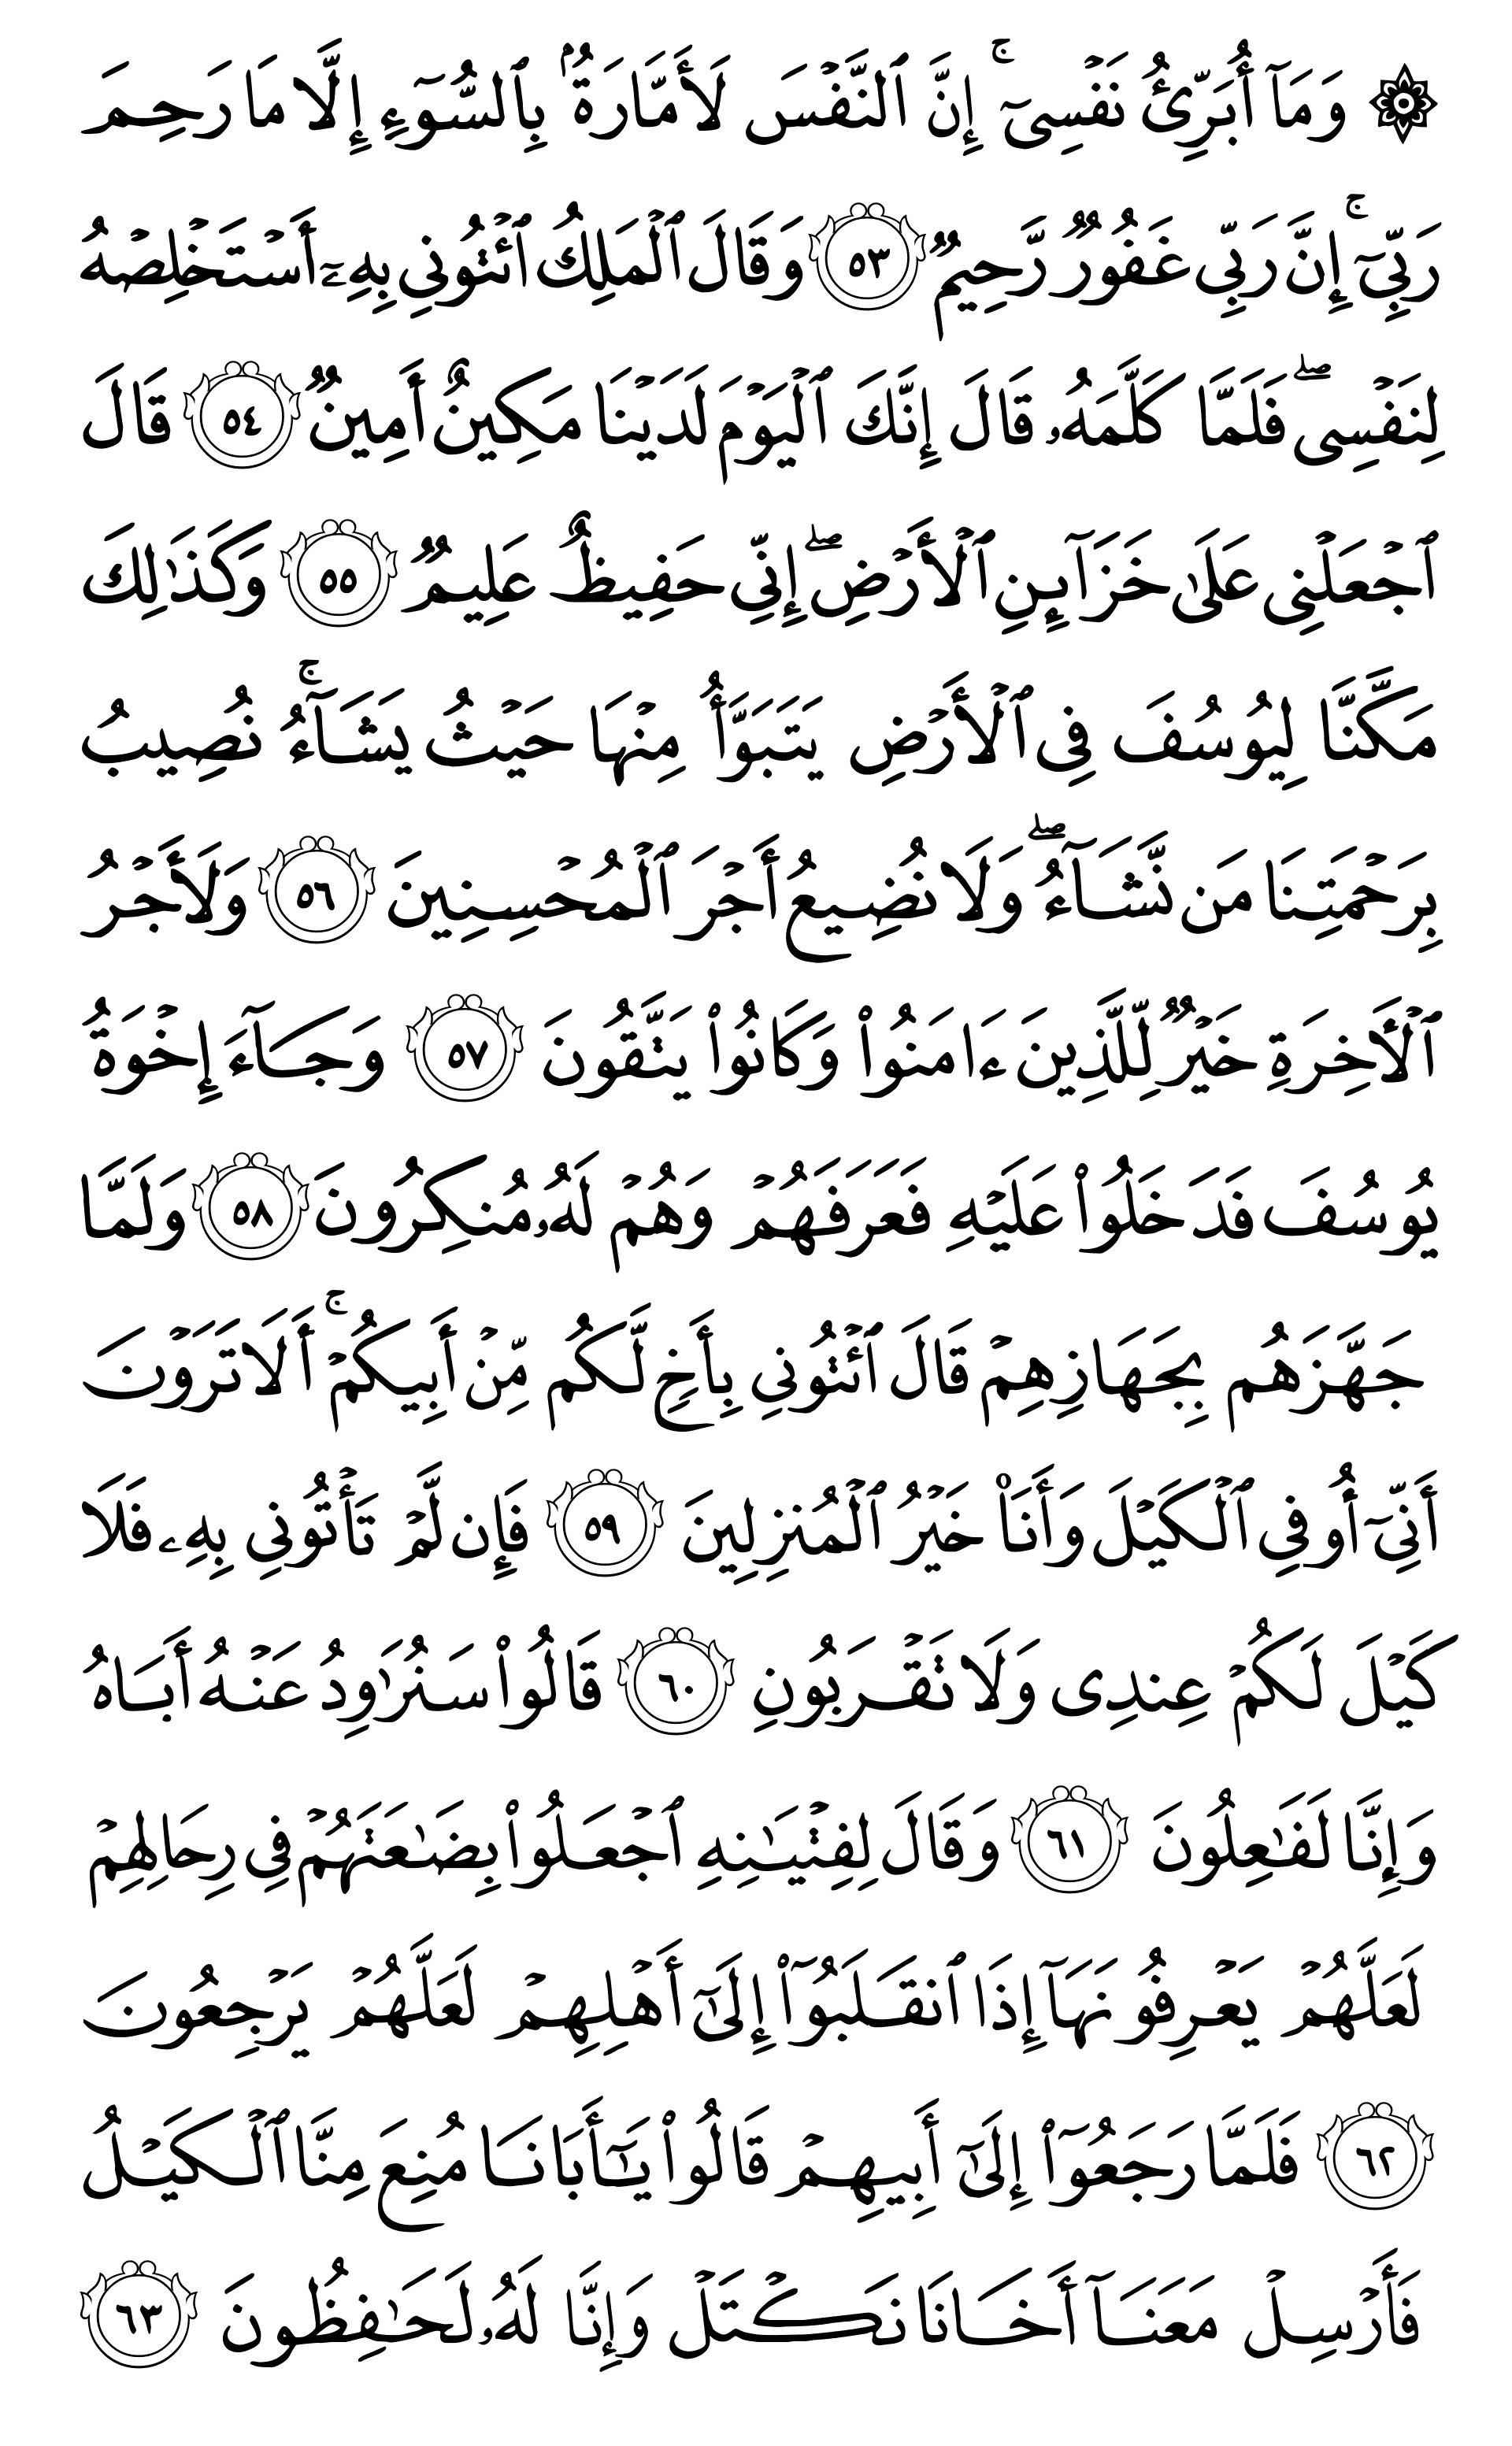 ۞ وَمَآ أُبَرِّئُ نَفۡسِيٓۚ إِنَّ ٱلنَّفۡسَ لَأَمَّارَةُۢ بِٱلسُّوٓءِ إِلَّا مَا رَحِمَ
رَبِّيٓۚ إِنَّ رَبِّي غَفُورٞ رَّحِيمٞ ٥٣ وَقَالَ ٱلۡمَلِكُ ٱئۡتُونِي بِهِۦٓ أَسۡتَخۡلِصۡهُ
لِنَفۡسِيۖ فَلَمَّا كَلَّمَهُۥ قَالَ إِنَّكَ ٱلۡيَوۡمَ لَدَيۡنَا مَكِينٌ أَمِينٞ ٥٤ قَالَ
ٱجۡعَلۡنِي عَلَىٰ خَزَآئِنِ ٱلۡأَرۡضِۖ إِنِّي حَفِيظٌ عَلِيمٞ ٥٥ وَكَذَٰلِكَ
مَكَّنَّا لِيُوسُفَ فِي ٱلۡأَرۡضِ يَتَبَوَّأُ مِنۡهَا حَيۡثُ يَشَآءُۚ نُصِيبُ
بِرَحۡمَتِنَا مَن نَّشَآءُۖ وَلَا نُضِيعُ أَجۡرَ ٱلۡمُحۡسِنِينَ ٥٦ وَلَأَجۡرُ
ٱلۡأٓخِرَةِ خَيۡرٞ لِّلَّذِينَ ءَامَنُواْ وَكَانُواْ يَتَّقُونَ ٥٧ وَجَآءَ إِخۡوَةُ
يُوسُفَ فَدَخَلُواْ عَلَيۡهِ فَعَرَفَهُمۡ وَهُمۡ لَهُۥ مُنكِرُونَ ٥٨ وَلَمَّا
جَهَّزَهُم بِجَهَازِهِمۡ قَالَ ٱئۡتُونِي بِأَخٖ لَّكُم مِّنۡ أَبِيكُمۡۚ أَلَا تَرَوۡنَ
أَنِّيٓ أُوفِي ٱلۡكَيۡلَ وَأَنَا۠ خَيۡرُ ٱلۡمُنزِلِينَ ٥٩ فَإِن لَّمۡ تَأۡتُونِي بِهِۦ فَلَا
كَيۡلَ لَكُمۡ عِندِي وَلَا تَقۡرَبُونِ ٦٠ قَالُواْ سَنُرَٰوِدُ عَنۡهُ أَبَاهُ
وَإِنَّا لَفَٰعِلُونَ ٦١ وَقَالَ لِفِتۡيَٰنِهِ ٱجۡعَلُواْ بِضَٰعَتَهُمۡ فِي رِحَالِهِمۡ
لَعَلَّهُمۡ يَعۡرِفُونَهَآ إِذَا ٱنقَلَبُوٓاْ إِلَىٰٓ أَهۡلِهِمۡ لَعَلَّهُمۡ يَرۡجِعُونَ
٦٢ فَلَمَّا رَجَعُوٓاْ إِلَىٰٓ أَبِيهِمۡ قَالُواْ يَٰٓأَبَانَا مُنِعَ مِنَّا ٱلۡكَيۡلُ
فَأَرۡسِلۡ مَعَنَآ أَخَانَا نَكۡتَلۡ وَإِنَّا لَهُۥ لَحَٰفِظُونَ ٦٣